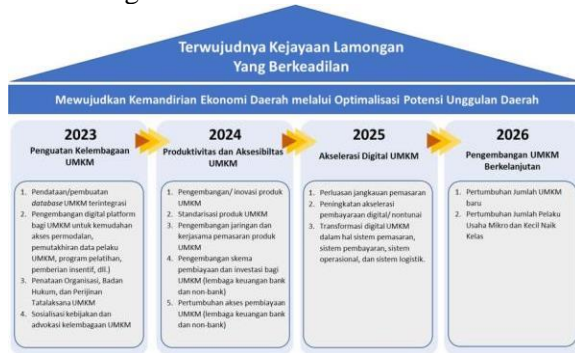 Terwujudnya Kejayaan Lamongan
Yang Berkeadilan
Mewujudkan Kemandirian Ekonomi Daerah melalui Optimalisasi Potensi Unggulan Daerah
2023
Penguatan Kelembagaan
UMKM
1. Pendataan/pembuatan
database UMKM terintegrasi
2. Pengembangan digital platform
bagi UMKM untuk kemudahan
akses permodalan,
pemutakhiran data pelaku
UMKM, program pelatihan,
pemberian insentif, dll.)
3. Penataan Organisasi, Badan
Hukum, dan Perijinan
Tatalaksana UMKM
4. Sosialisasi kebijakan dan
advokasi kelembagaan UMKM
2024
Produktivitas dan Aksesibiltas
UMKM
1. Pengembangan/ inovasi produk
UMKM
2. Standarisasi produk UMKM
3. Pengembangan jaringan dan
kerjasama pemasaran produk
UMKM
4. Pengembangan skema
pembiayaan dan investasi bagi
UMKM (lembaga keuangan bank
dan non-bank)
5. Pertumbuhan akses pembiayaan
UMKM (lembaga keuangan bank
dan non-bank)
2025
Akselerasi Digital UMKM
1. Perluasan jangkauan pemasaran
2. Peningkatan akselerasi
pembayaraan digital/ nontunai
3. Transformasi digital UMKM
dalam hal sistem pemasaran,
sistem pembayaran, sistem
operasional, dan sistem logistik.
2026
Pengembangan UMKM
Berkelanjutan
1. Pertumbuhan Jumlah UMKM
baru
2. Pertumbuhan Jumlah Pelaku
Usaha Mikro dan Kecil Naik
Kelas